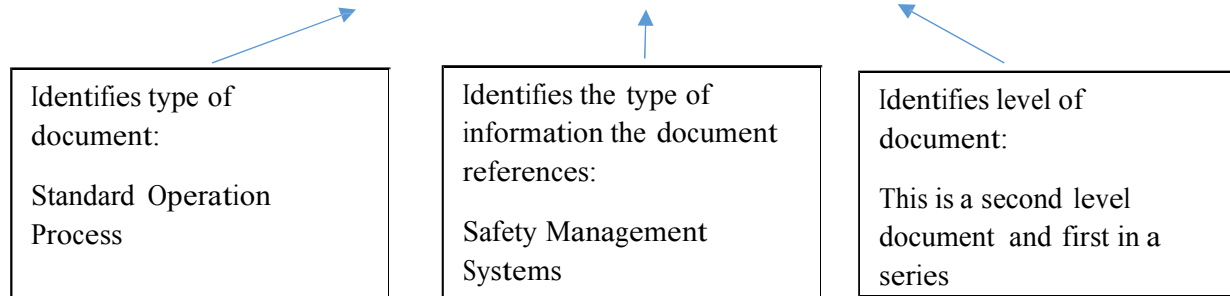 Identifies type of
document:
Standard Operation
Process
Identifies the type of
information the document
references:
Safety Management
Systems
Identifies level of
document:
This is a second level
document and first in a
series